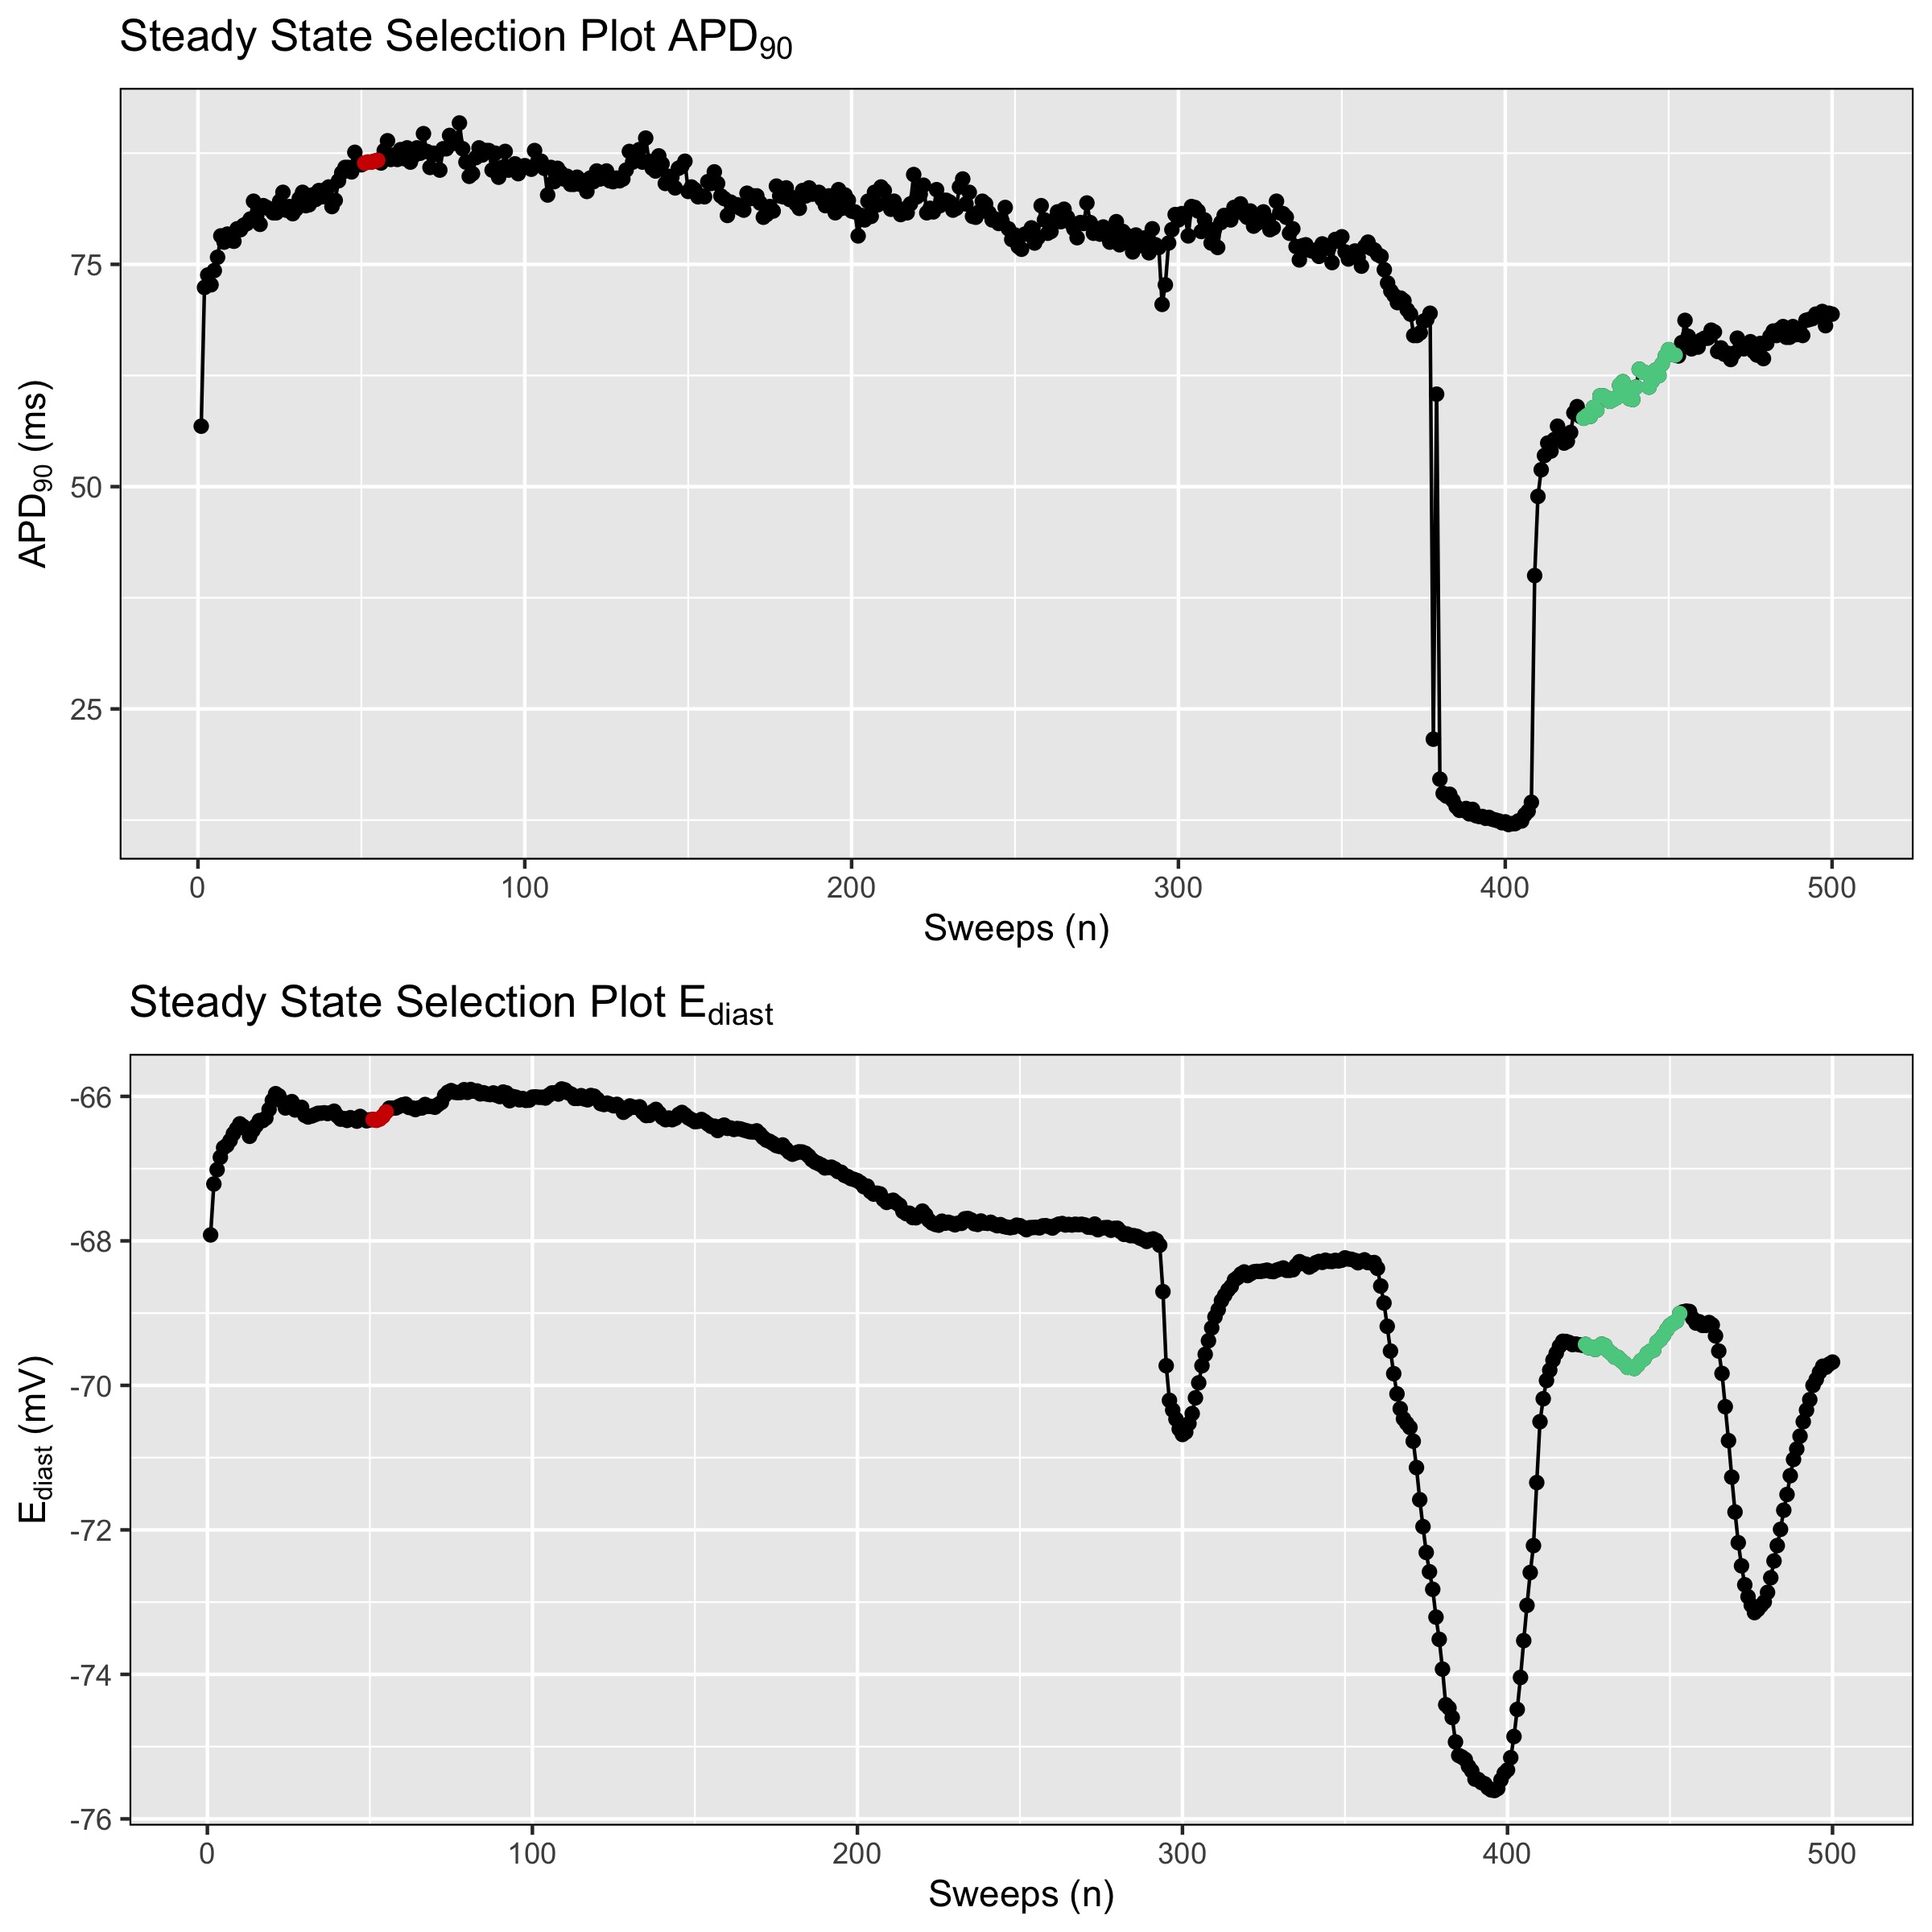 Steady State Selection Plot APD90
APD90 (ms)
75
50
25
0 100 200 300 400 500
Sweeps (n)
Steady State Selection Plot Ediast
Ediast (mV)
-66
-68
-70
-72
-74
-76
0 100 200 300 400 500
Sweeps (n)